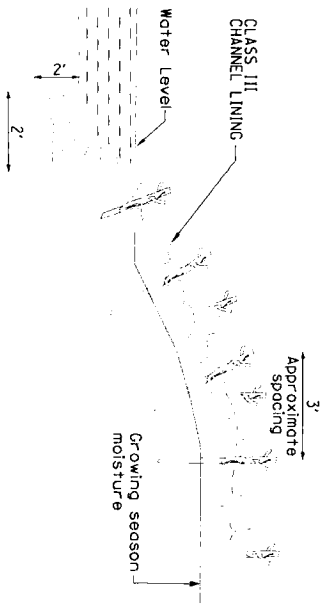 CLASS III
CHANNEL LINING
Water Level
2'
2'
3'
Approximate
spacing
Growing season
moisture